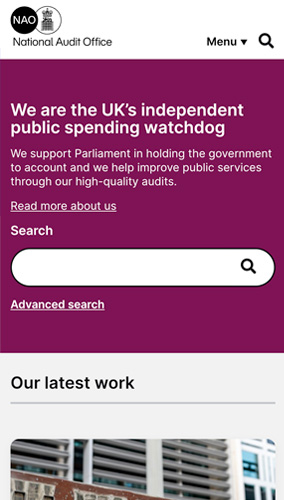 NAO
National Audit Office
Menu
We are the UK’s independent
public spending watchdog
We support Parliament in holding the government
to account and we help improve public services
through our high-quality audits.
Read more about us
Search
Advanced search
Our latest work